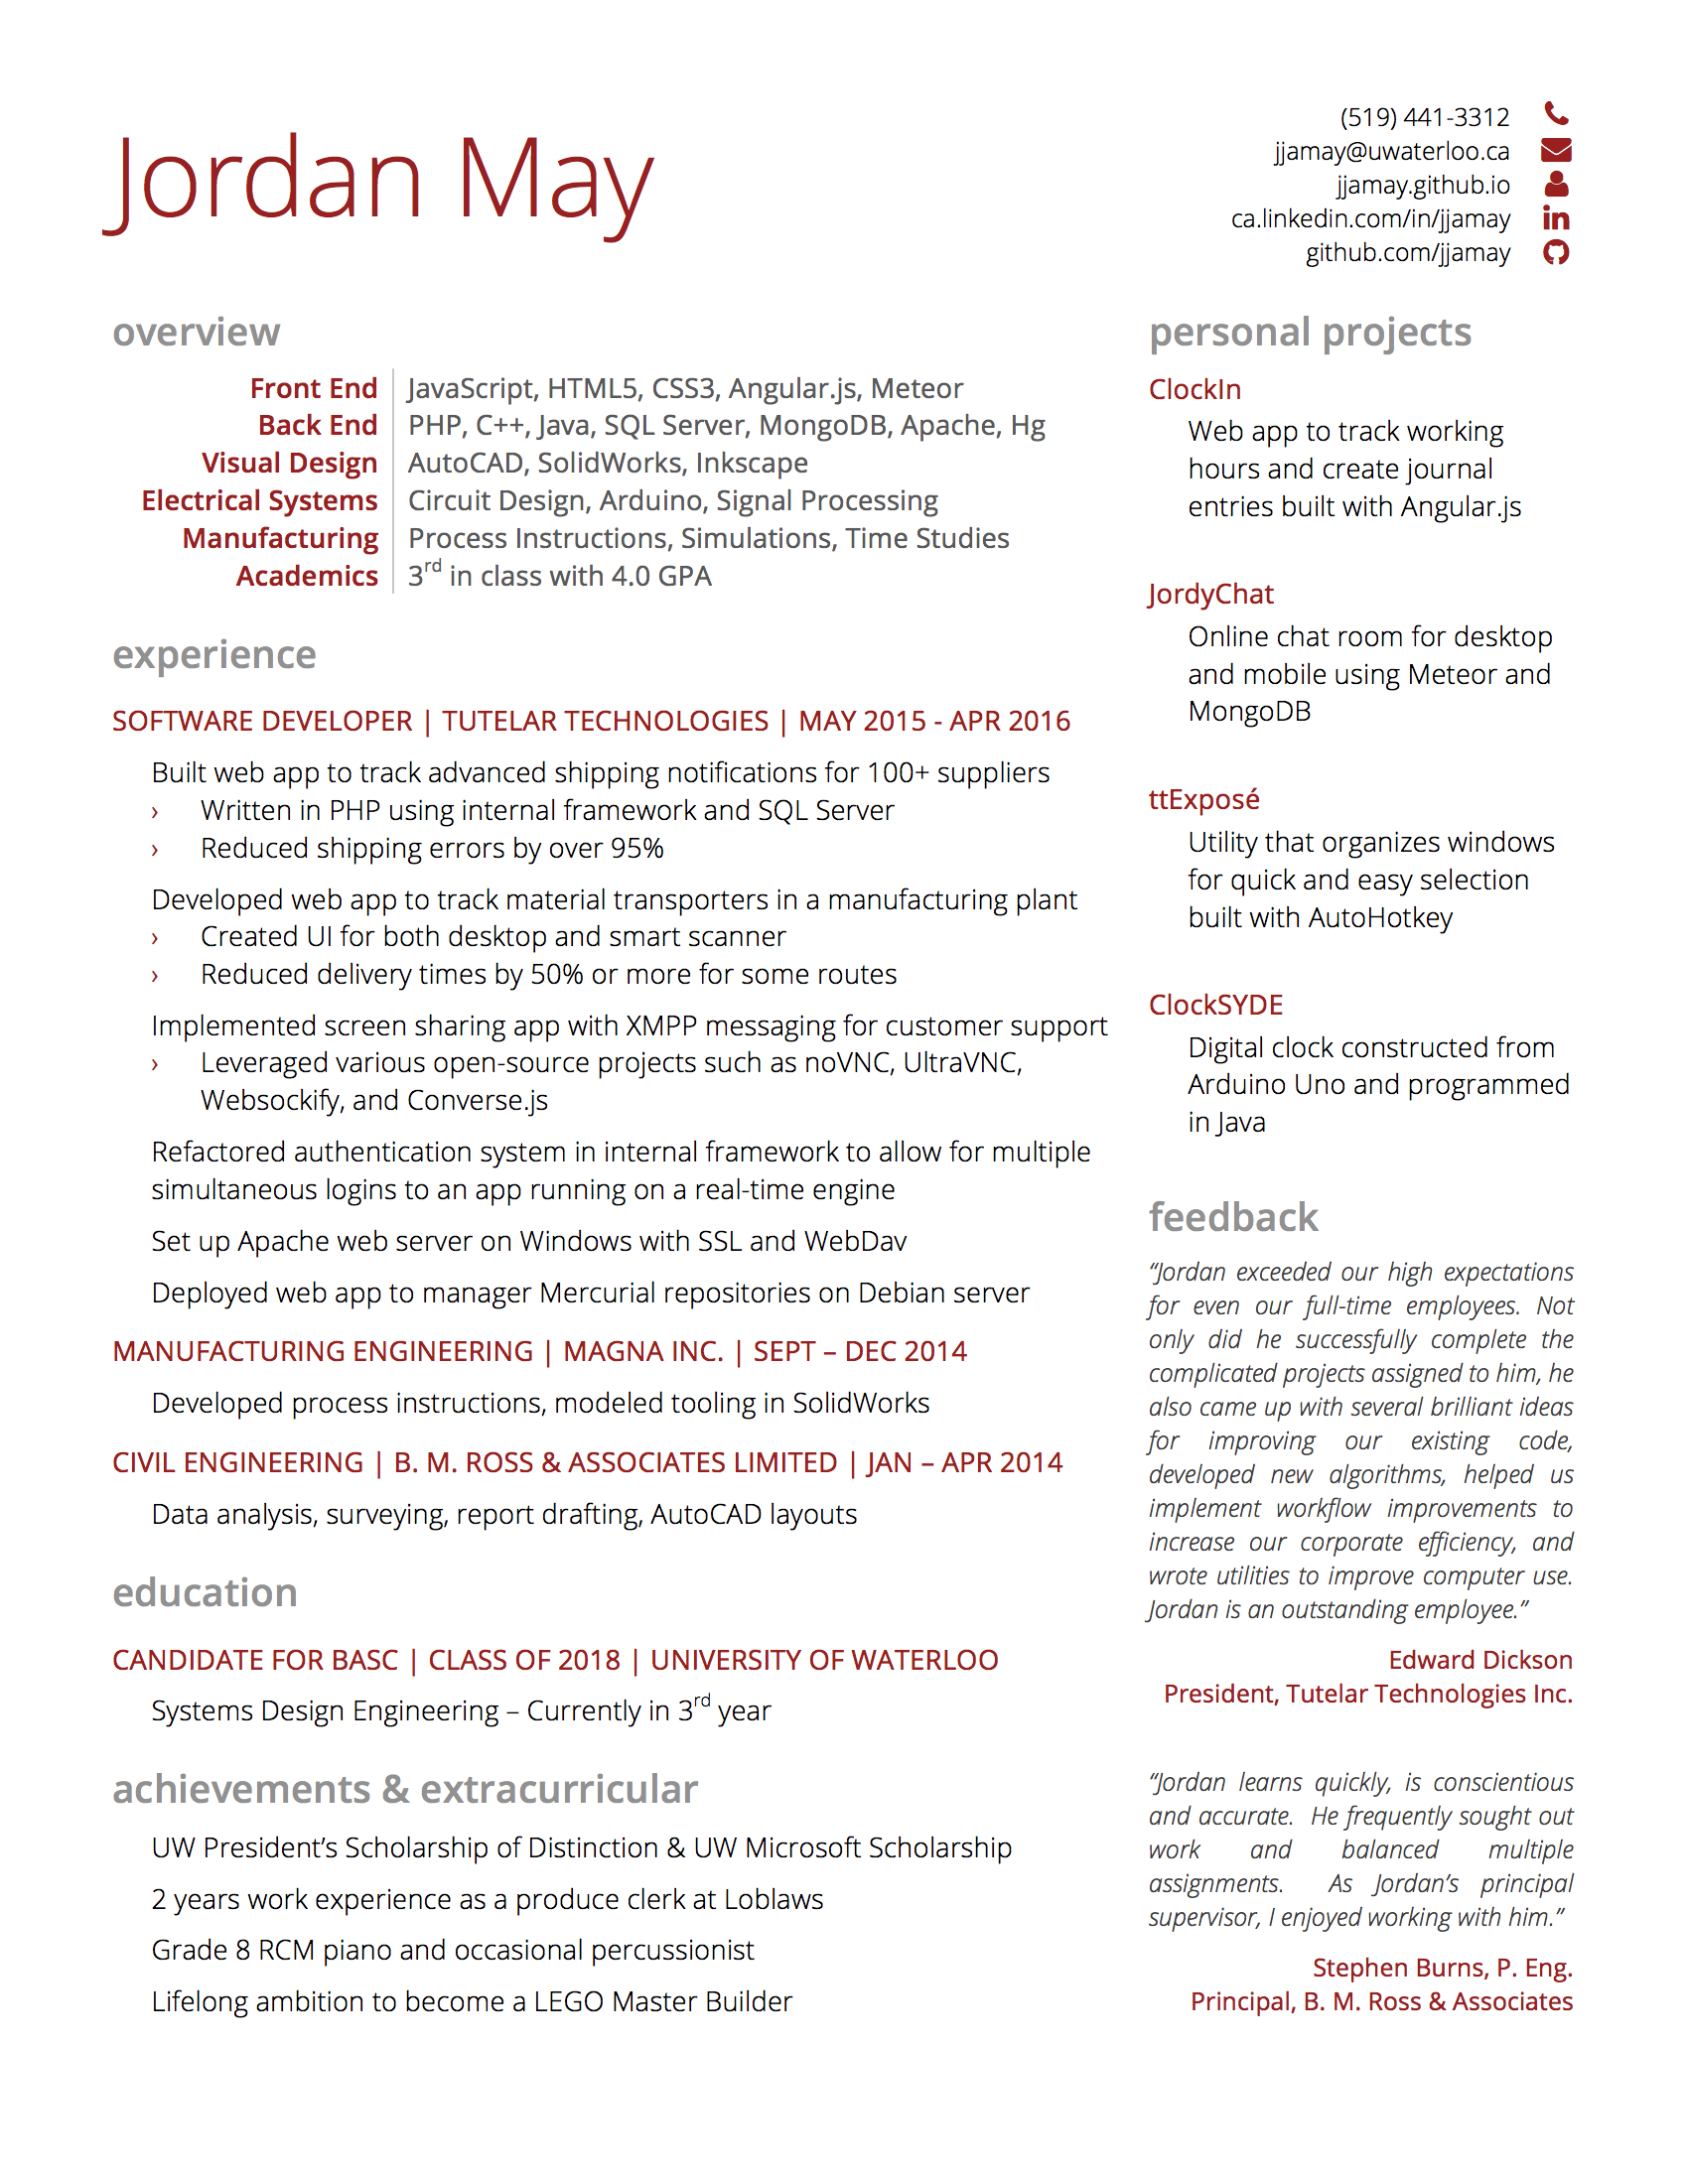 Jordan May
(519) 441-3312
jjamay@uwaterloo.ca
jjamay.github.io
ca.linkedin.com/in/jjamay
github.com/jjamay
overview
Front End JavaScript, HTML5, CSS3, Angular.js, Meteor
Back End PHP, C++, Java, SQL Server, MongoDB, Apache, Hg
Visual Design AutoCAD, SolidWorks, Inkscape
Electrical Systems Circuit Design, Arduino, Signal Processing
Manufacturing Process Instructions, Simulations, Time Studies
Academics 3rd in class with 4.0 GPA
experience
SOFTWARE DEVELOPER | TUTELAR TECHNOLOGIES | MAY 2015 - APR 2016
Built web app to track advanced shipping notifications for 100+ suppliers
› Written in PHP using internal framework and SQL Server
› Reduced shipping errors by over 95%
Developed web app to track material transporters in a manufacturing plant
› Created UI for both desktop and smart scanner
› Reduced delivery times by 50% or more for some routes
Implemented screen sharing app with XMPP messaging for customer support
› Leveraged various open-source projects such as noVNC, UltraVNC,
Websockify, and Converse.js
Refactored authentication system in internal framework to allow for multiple
simultaneous logins to an app running on a real-time engine
Set up Apache web server on Windows with SSL and WebDav
Deployed web app to manager Mercurial repositories on Debian server
MANUFACTURING ENGINEERING | MAGNA INC. | SEPT – DEC 2014
Developed process instructions, modeled tooling in SolidWorks
CIVIL ENGINEERING | B. M. ROSS & ASSOCIATES LIMITED | JAN – APR 2014
Data analysis, surveying, report drafting, AutoCAD layouts
education
CANDIDATE FOR BASC | CLASS OF 2018 | UNIVERSITY OF WATERLOO
Systems Design Engineering – Currently in 3rd year
achievements & extracurricular
UW President’s Scholarship of Distinction & UW Microsoft Scholarship
2 years work experience as a produce clerk at Loblaws
Grade 8 RCM piano and occasional percussionist
Lifelong ambition to become a LEGO Master Builder
personal projects
ClockIn
Web app to track working
hours and create journal
entries built with Angular.js
JordyChat
Online chat room for desktop
and mobile using Meteor and
MongoDB
ttExposé
Utility that organizes windows
for quick and easy selection
built with AutoHotkey
ClockSYDE
Digital clock constructed from
Arduino Uno and programmed
in Java
feedback
“Jordan exceeded our high expectations
for even our full-time employees. Not
only did he successfully complete the
complicated projects assigned to him, he
also came up with several brilliant ideas
for improving our existing code,
developed new algorithms, helped us
implement workflow improvements to
increase our corporate efficiency, and
wrote utilities to improve computer use.
Jordan is an outstanding employee.”
Edward Dickson
President, Tutelar Technologies Inc.
“Jordan learns quickly, is conscientious
and accurate. He frequently sought out
work and balanced multiple
assignments. As Jordan’s principal
supervisor, I enjoyed working with him.”
Stephen Burns, P. Eng.
Principal, B. M. Ross & Associates